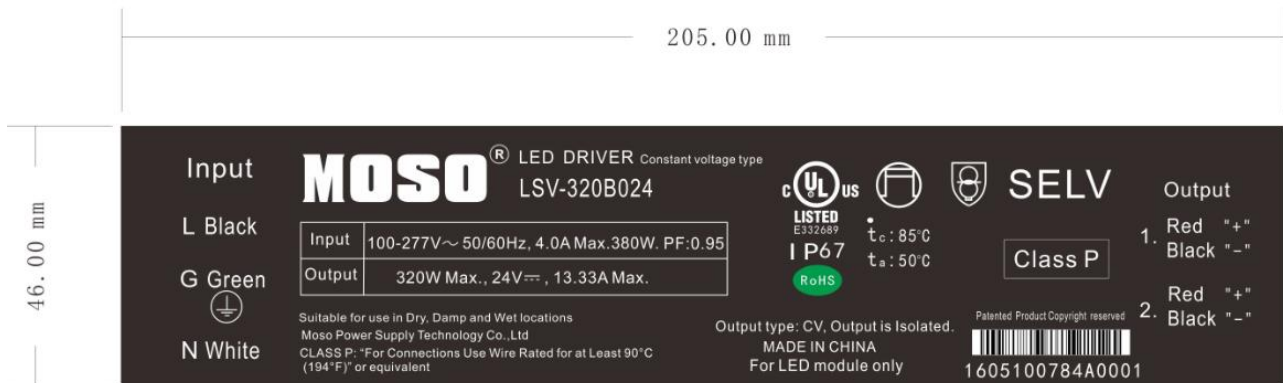 205.00 mm
46.00 mm
Input
L Black
G Green
N White
MOSO® LED DRIVER Constant voltage type
LSV-320B024
Input 100-277V～ 50/60Hz, 4.0A Max.380W. PF:0.95
Output 320W Max., 24V⎓, 13.33A Max.
Suitable for use in Dry, Damp and Wet locations
Moso Power Supply Technology Co.,Ltd
CLASS P: "For Connections Use Wire Rated for at Least 90°C
(194°F)" or equivalent
C UL US
LISTED
E332689
IP67
RoHS
tc:85°C
ta:50°C
SELV
Class P
Output type: CV, Output is Isolated.
MADE IN CHINA
For LED module only
Patented Product Copyright reserved
1605100784A0001
Output
1. Red "+"
Black "-"
2. Red "+"
Black "-"